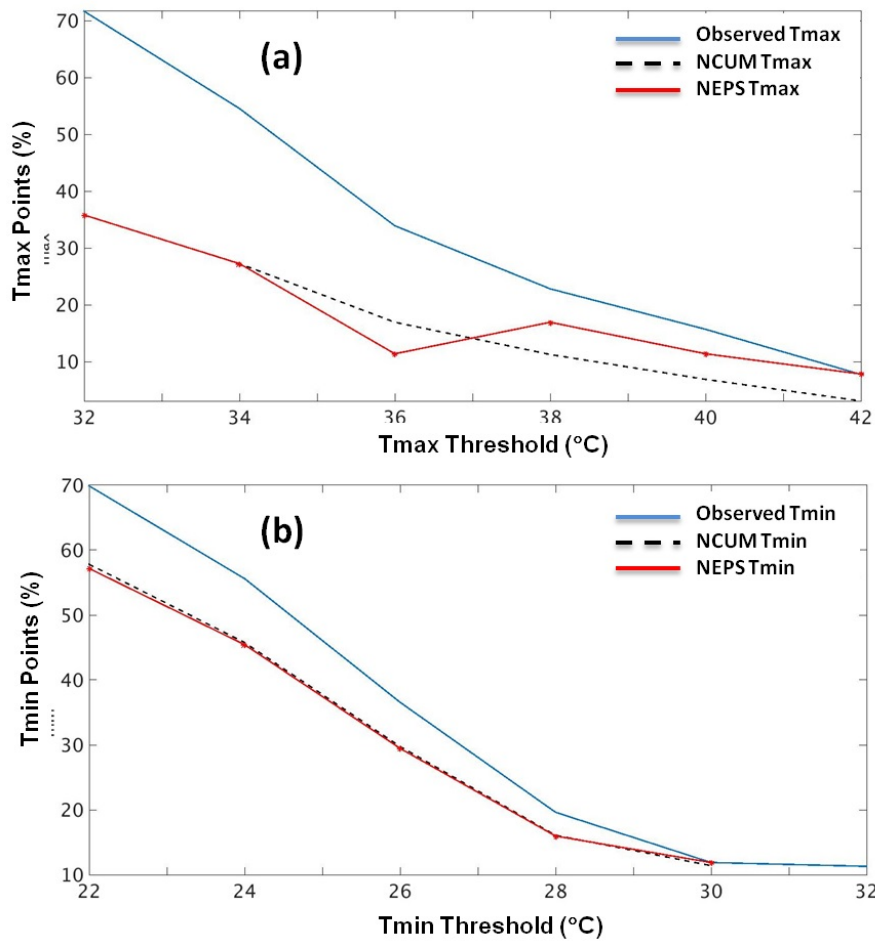 70
60
50
40
30
20
10
Tmax Points (%)
max
(a)
Observed Tmax
NCUM Tmax
NEPS Tmax
32 34 36 38 40 42
Tmax Threshold (°C)
70
60
50
40
30
20
10
Tmin Points (%)
(b)
Observed Tmin
NCUM Tmin
NEPS Tmin
22 24 26 28 30 32
Tmin Threshold (°C)